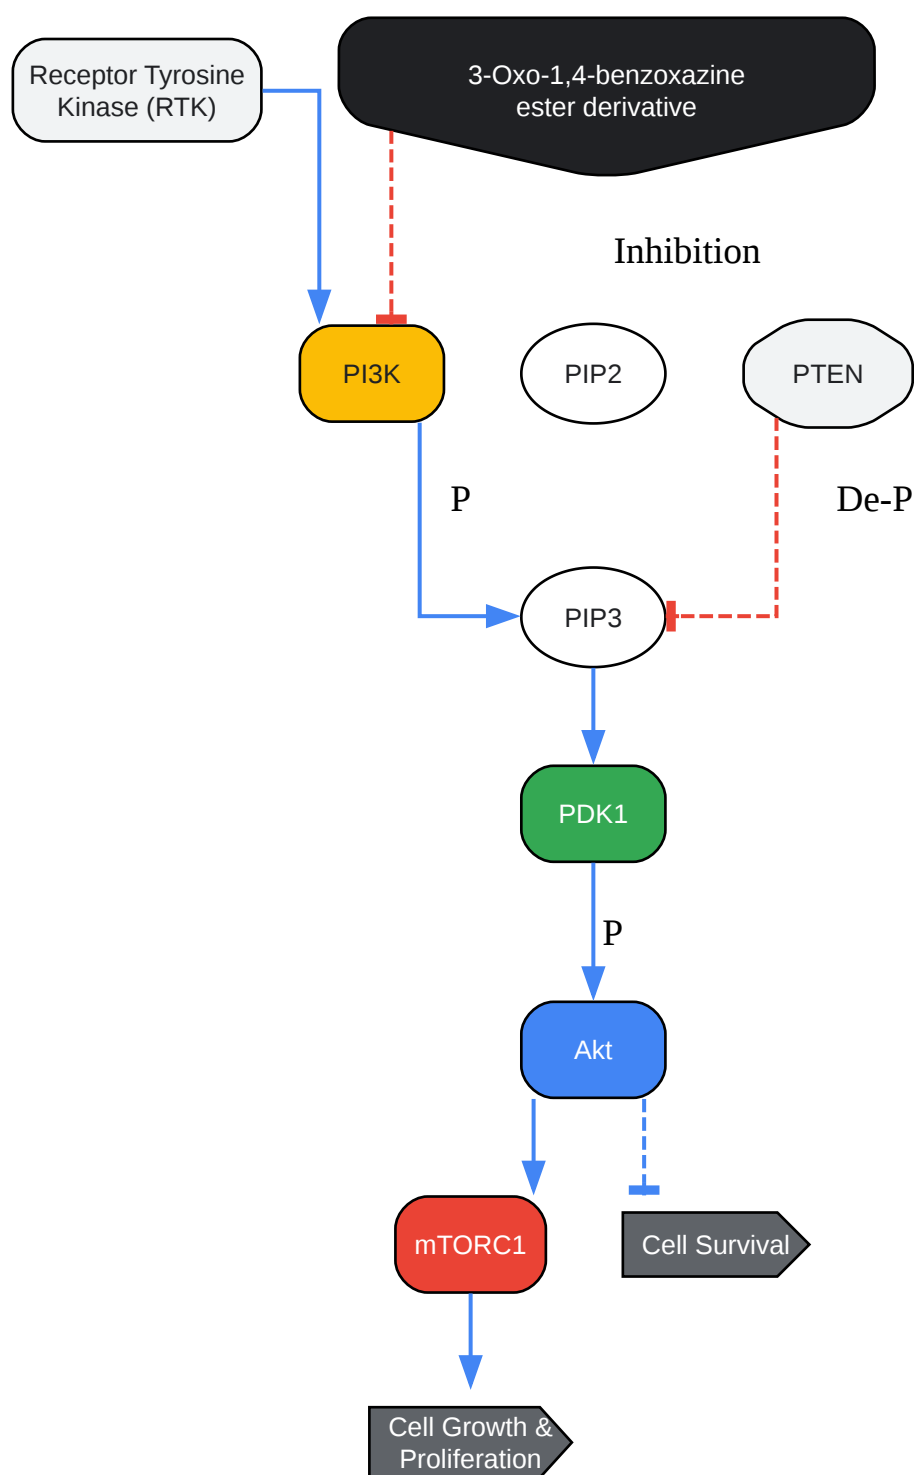 Receptor Tyrosine
Kinase (RTK)
3-Oxo-1,4-benzoxazine
ester derivative
Inhibition
PI3K
PIP2
PTEN
P
De-P
PIP3
PDK1
P
Akt
mTORC1
Cell Survival
Cell Growth &
Proliferation